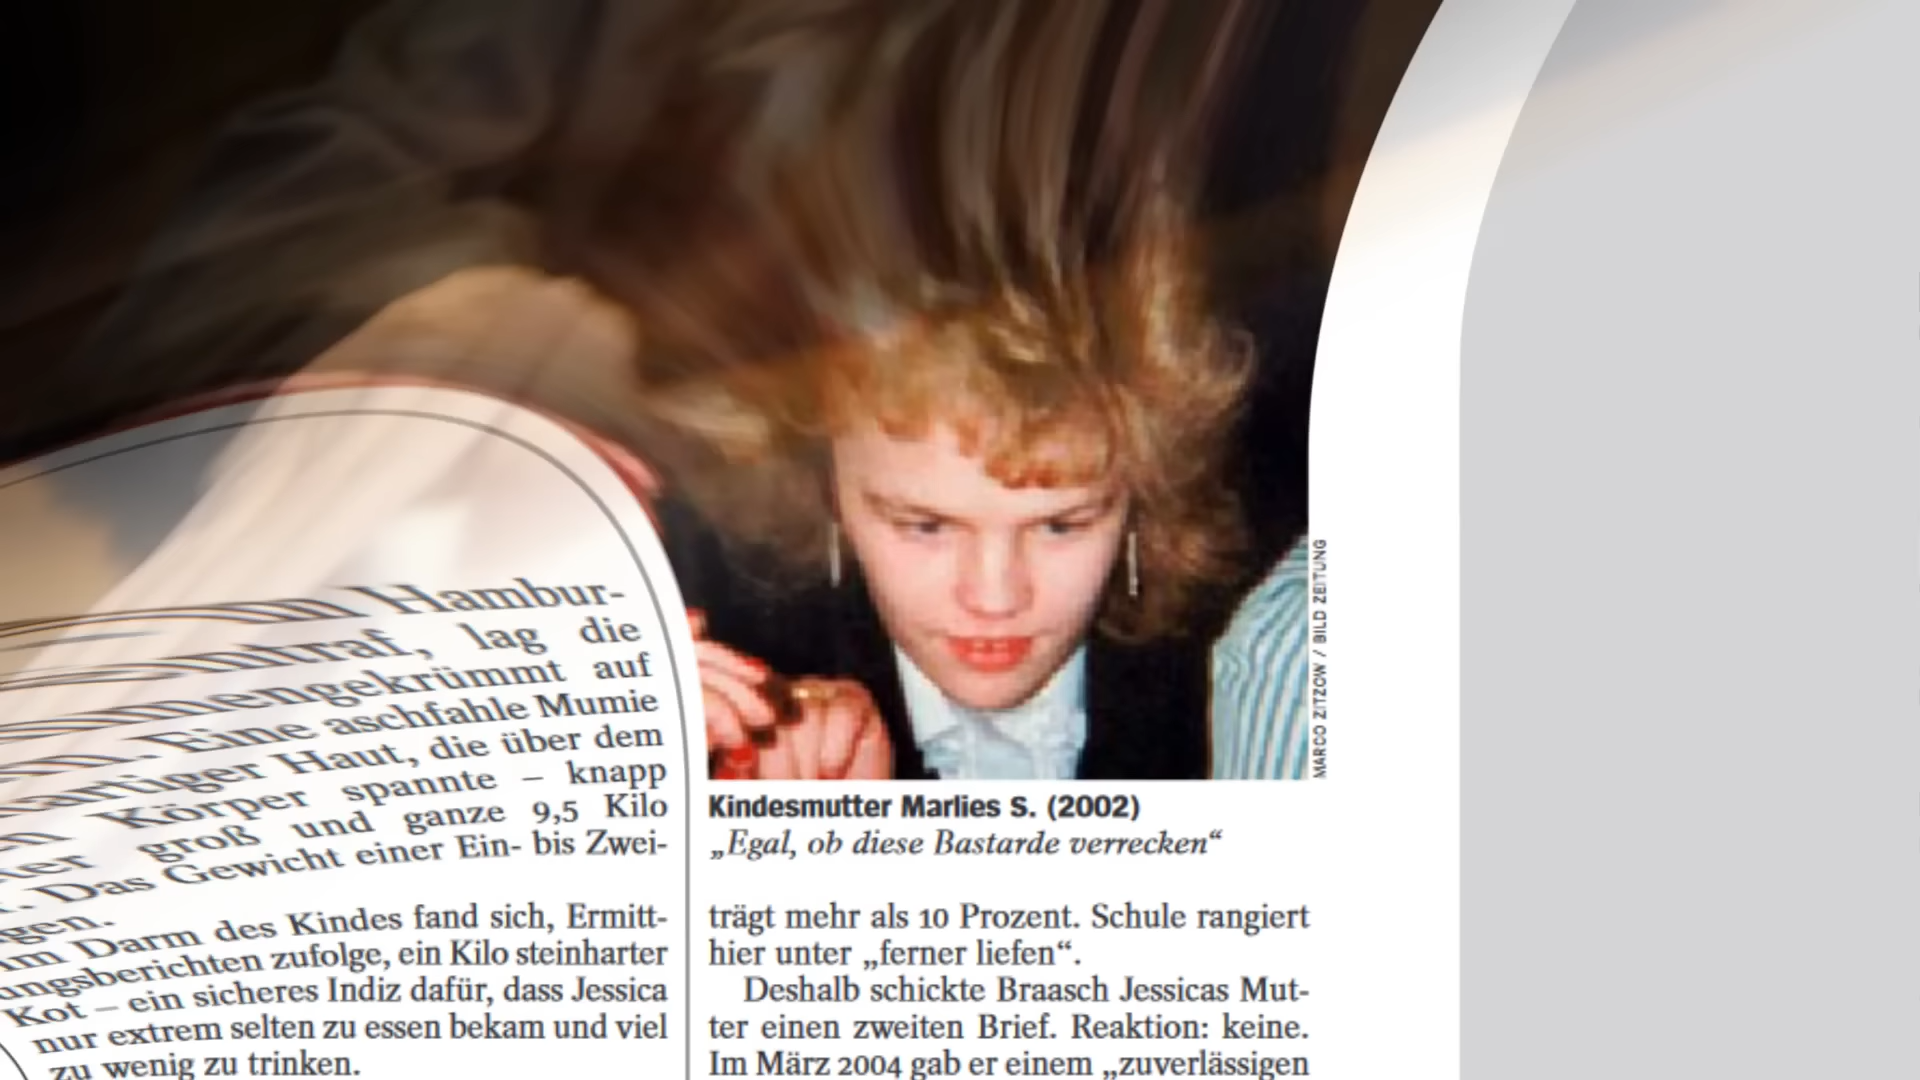 in Hambur-
lag die
auf
Eine aschfahle Mumie
Haut, die über dem
Körper spannte – knapp
groß und ganze 9,5 Kilo
Das Gewicht einer Ein- bis Zwei-
Darm des Kindes fand sich, Ermitt-
zufolge, ein Kilo steinharter
Kot – ein sicheres Indiz dafür, dass Jessica
nur extrem selten zu essen bekam und viel
zu wenig zu trinken.
MARCO ZITZOW / BILD ZEITUNG
Kindesmutter Marlies S. (2002)
„Egal, ob diese Bastarde verrecken“
trägt mehr als 10 Prozent. Schule rangiert
hier unter „ferner liefen“.
Deshalb schickte Braasch Jessicas Mut-
ter einen zweiten Brief. Reaktion: keine.
Im März 2004 gab er einem „zuverlässigen